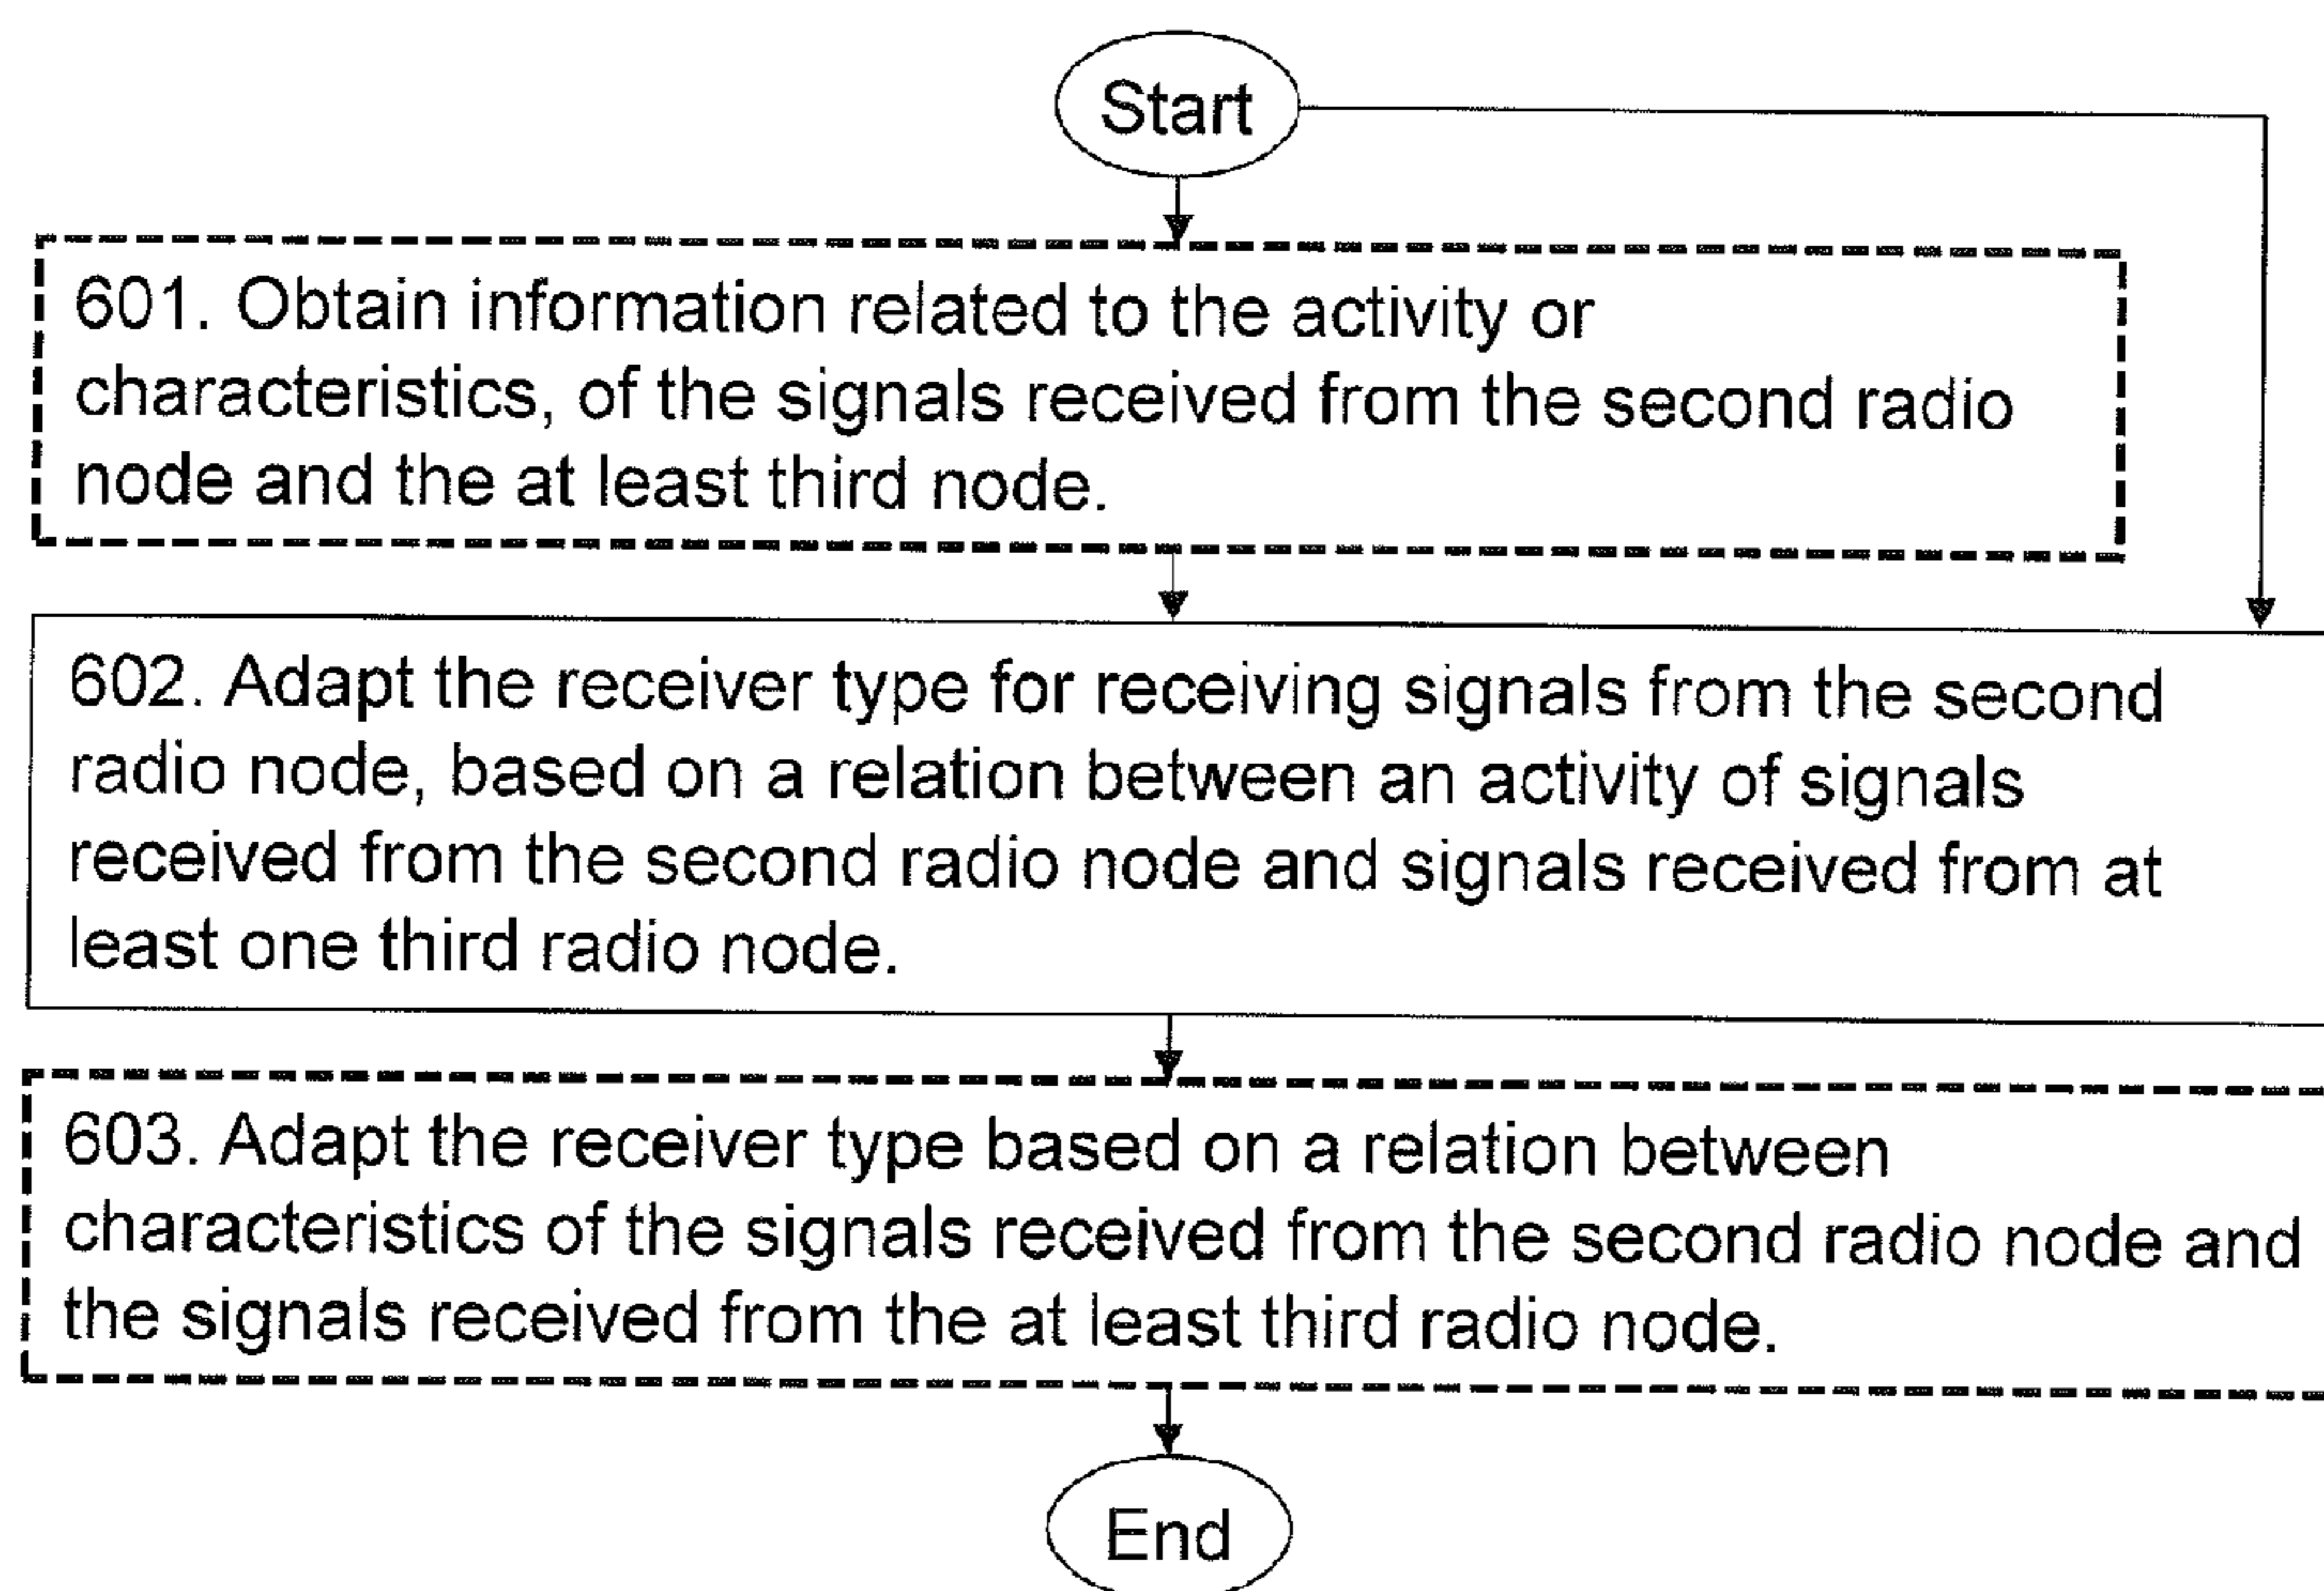 Start
601. Obtain information related to the activity or
characteristics, of the signals received from the second radio
node and the at least third node.
602. Adapt the receiver type for receiving signals from the second
radio node, based on a relation between an activity of signals
received from the second radio node and signals received from at
least one third radio node.
603. Adapt the receiver type based on a relation between
characteristics of the signals received from the second radio node and
the signals received from the at least third radio node.
End